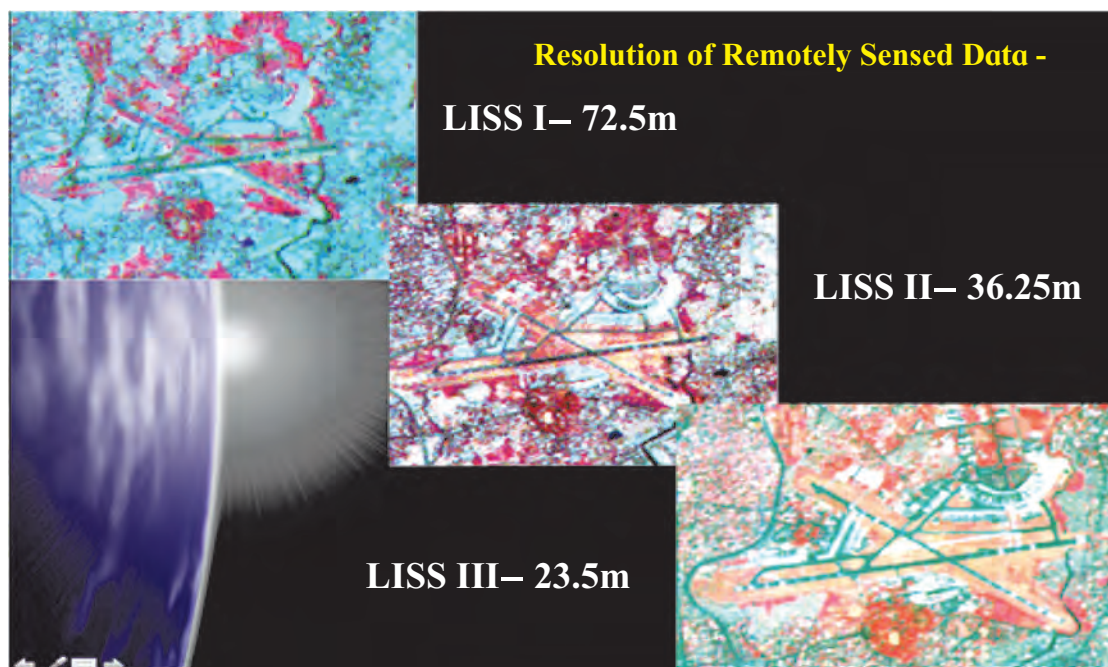 Resolution of Remotely Sensed Data -
LISS I– 72.5m
LISS II– 36.25m
LISS III– 23.5m